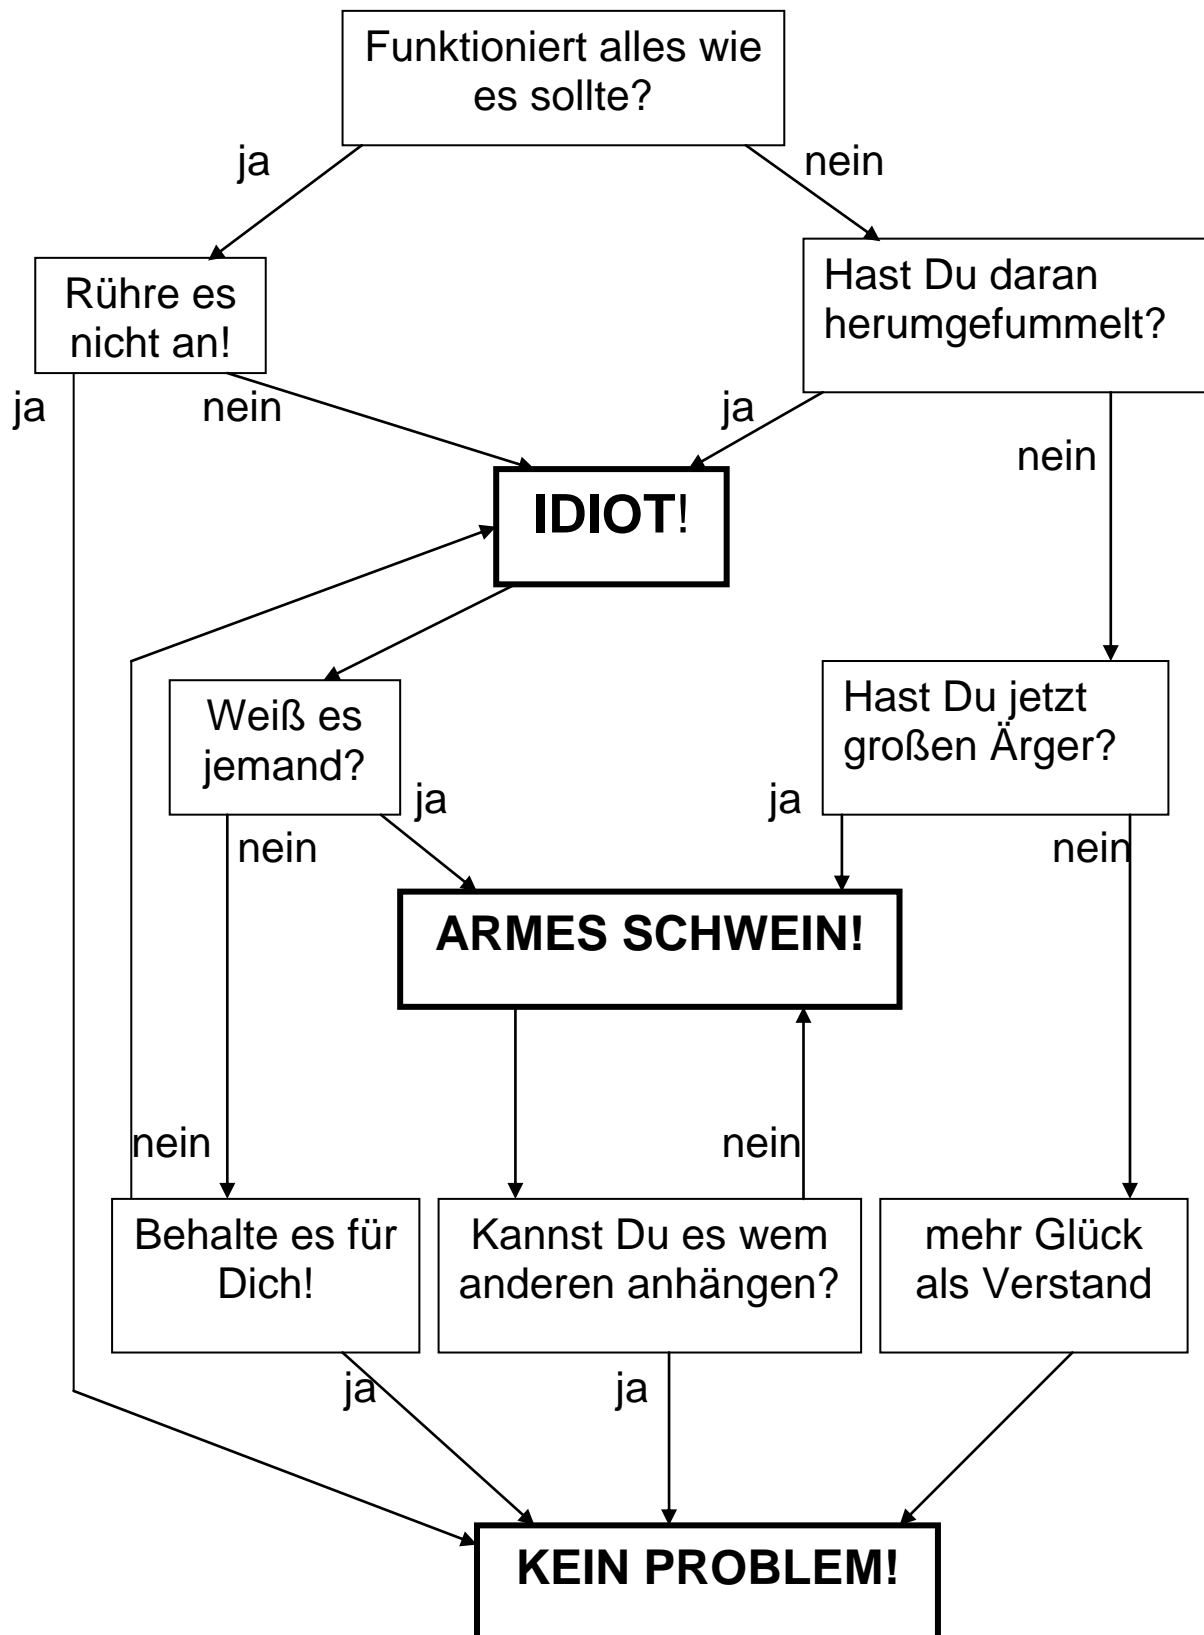 Funktioniert alles wie
es sollte?
ja
nein
Rühre es
nicht an!
Hast Du daran
herumgefummelt?
ja
nein
ja
nein
IDIOT!
Weiß es
jemand?
Hast Du jetzt
großen Ärger?
ja
ja
nein
nein
ARMES SCHWEIN!
nein
nein
Behalte es für
Dich!
Kannst Du es wem
anderen anhängen?
mehr Glück
als Verstand
ja
ja
KEIN PROBLEM!